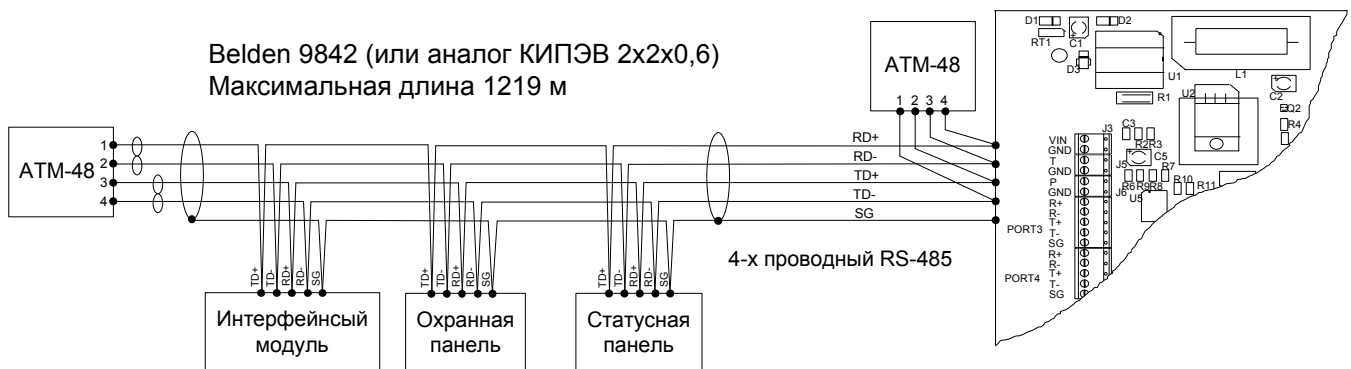 Belden 9842 (или аналог КИПЭВ 2x2x0,6)
Максимальная длина 1219 м
АТМ-48
1
2
3
4
АТМ-48
1 2 3 4
RD+
RD-
TD+
TD-
SG
4-х проводный RS-485
TD+
TD-
RD+
RD-
SG
Интерфейнсый
модуль
TD+
TD-
RD+
RD-
SG
Охранная
панель
TD+
TD-
RD+
RD-
SG
Статусная
панель
D1
D2
RT1
C1
D3
U1
L1
R1
U2
C2
Q2
R4
C3
J3
R2
R3
C5
J5
R7
R6
R9
R8
R10
R11
J6
U5
VIN
GND
T
GND
P
GND
PORT3
R+
R-
T+
T-
SG
PORT4
R+
R-
T+
T-
SG